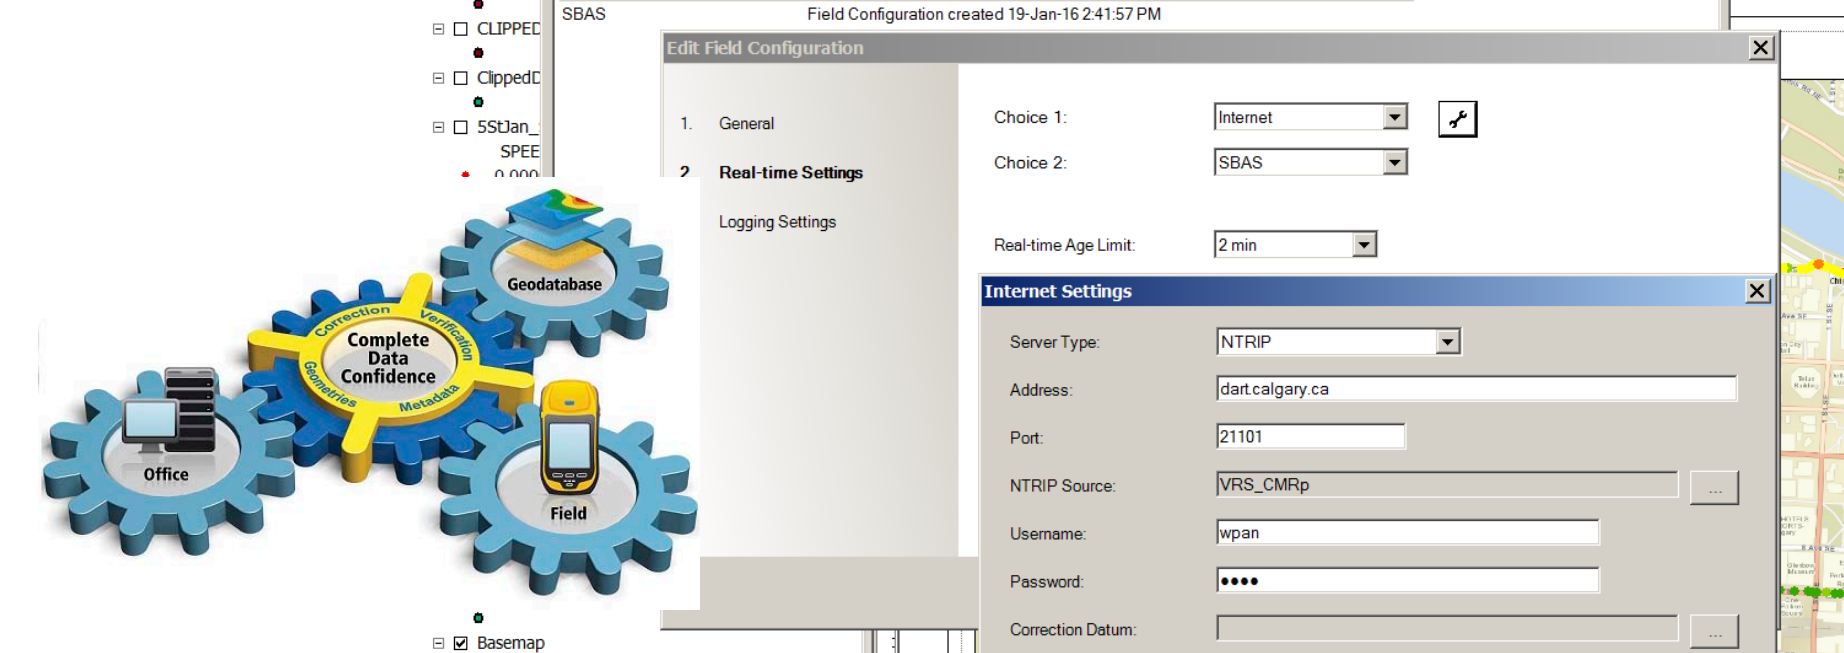 SBAS Field Configuration created 19-Jan-16 2:41:57 PM
CLIPPED
ClippedD
5StJan_
SPEE
0.000
Edit Field Configuration
1. General
2 Real-time Settings
Logging Settings
Choice 1: Internet
Choice 2: SBAS
Real-time Age Limit: 2 min
Internet Settings
Server Type: NTRIP
Address: dart.calgary.ca
Port: 21101
NTRIP Source: VRS_CMRp ...
Username: wpan
Password: ●●●●
Correction Datum: ...
Geodatabase
Correction
Verification
Complete
Data
Confidence
Geometries
Metadata
Office
Field
Basemap